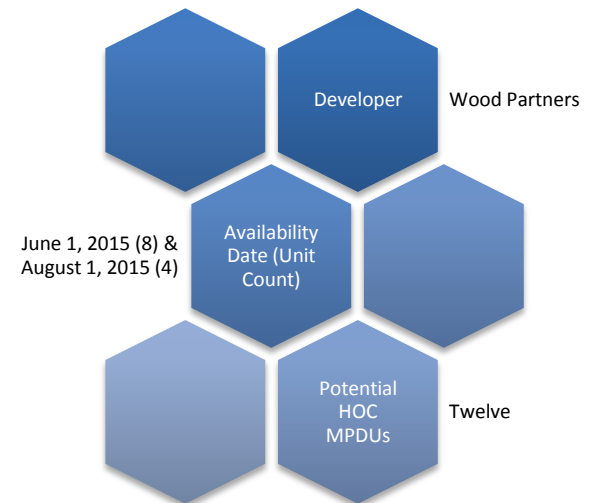 Developer
Wood Partners
June 1, 2015 (8) &
August 1, 2015 (4)
Availability
Date (Unit
Count)
Potential
HOC
MPDUs
Twelve